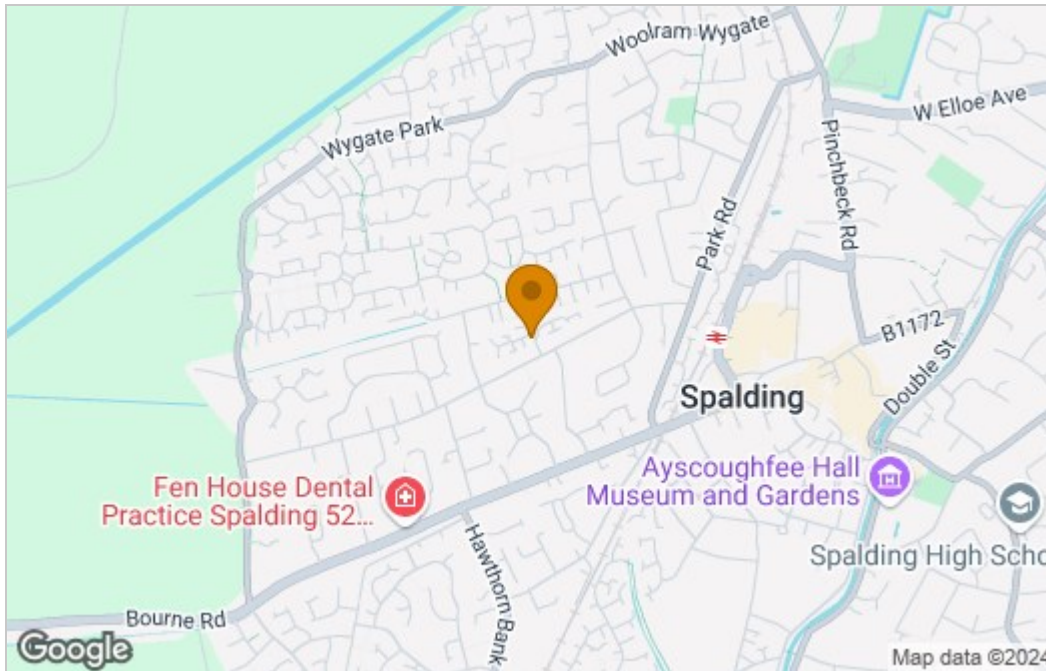 Woolram Wygate
W Elloe Ave
Wygate Park
Pinchbeck Rd
Park Rd
B1172
Double St
Spalding
Ayscoughfee Hall
Museum and Gardens
Fen House Dental
Practice Spalding 52...
Spalding High Scho
Hawthorn Bank
Bourne Rd
Google
Map data ©2024